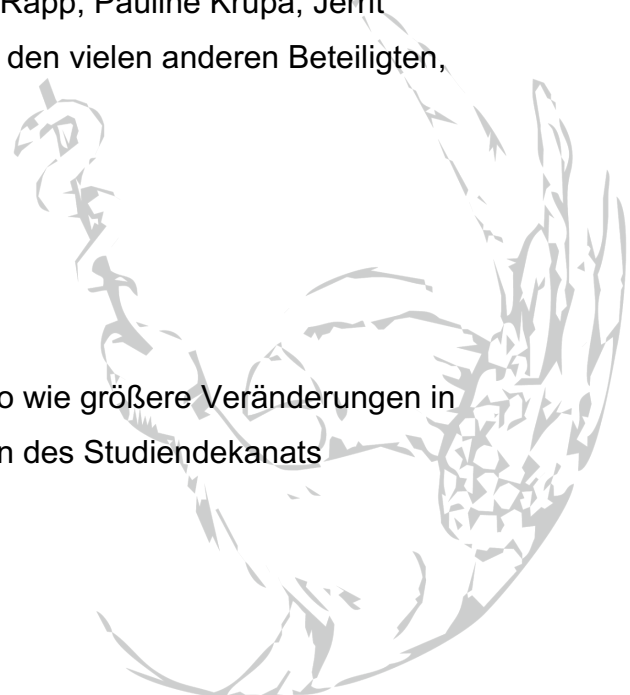 Rapp, Pauline Krupa, Jerrit
den vielen anderen Beteiligten,
o wie größere Veränderungen in
n des Studiendekanats